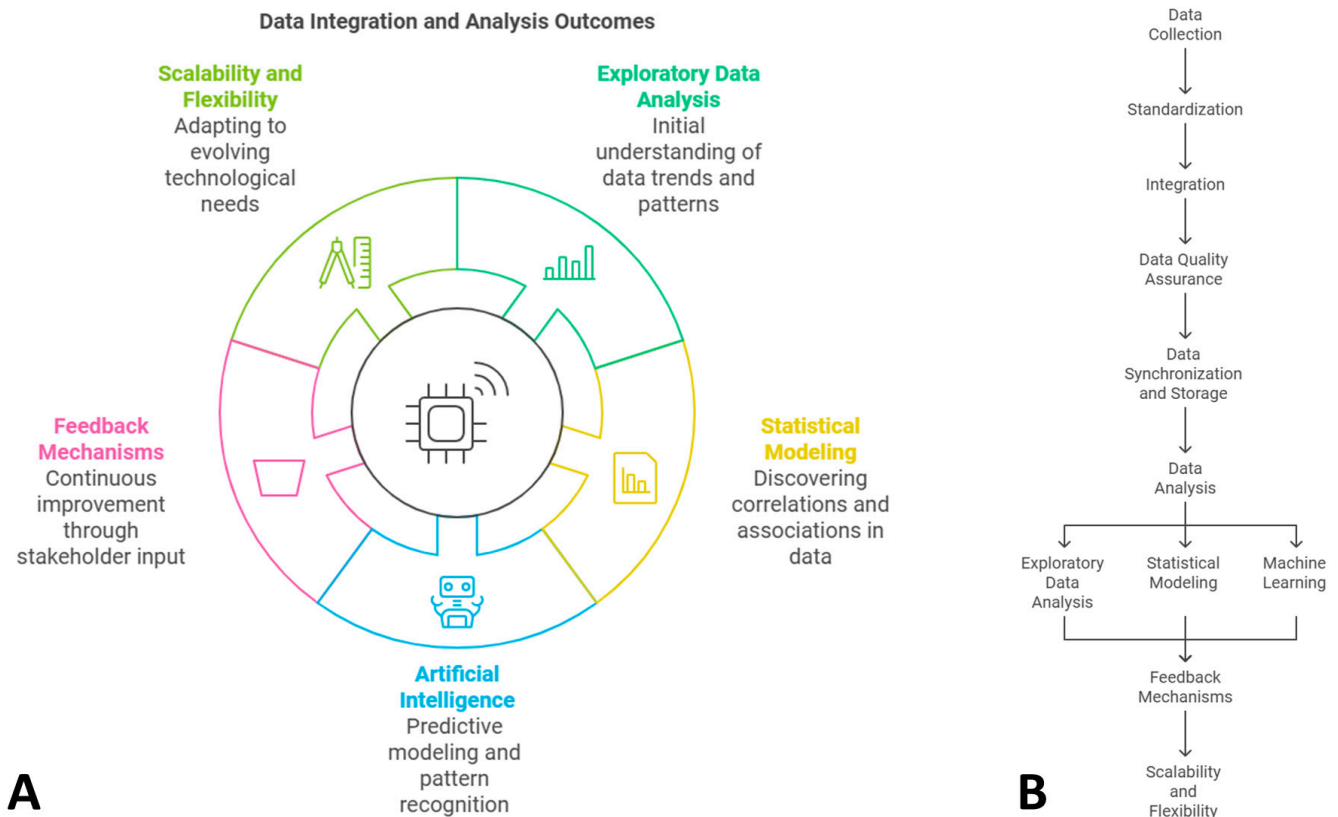 Data Integration and Analysis Outcomes
Scalability and
Flexibility
Adapting to
evolving
technological
needs
Exploratory Data
Analysis
Initial
understanding of
data trends and
patterns
Feedback
Mechanisms
Continuous
improvement
through
stakeholder input
Statistical
Modeling
Discovering
correlations and
associations in
data
Artificial
Intelligence
Predictive
modeling and
pattern
recognition
A
Data
Collection
Standardization
Integration
Data Quality
Assurance
Data
Synchronization
and Storage
Data
Analysis
Exploratory
Data
Analysis
Statistical
Modeling
Machine
Learning
Feedback
Mechanisms
Scalability
and
Flexibility
B